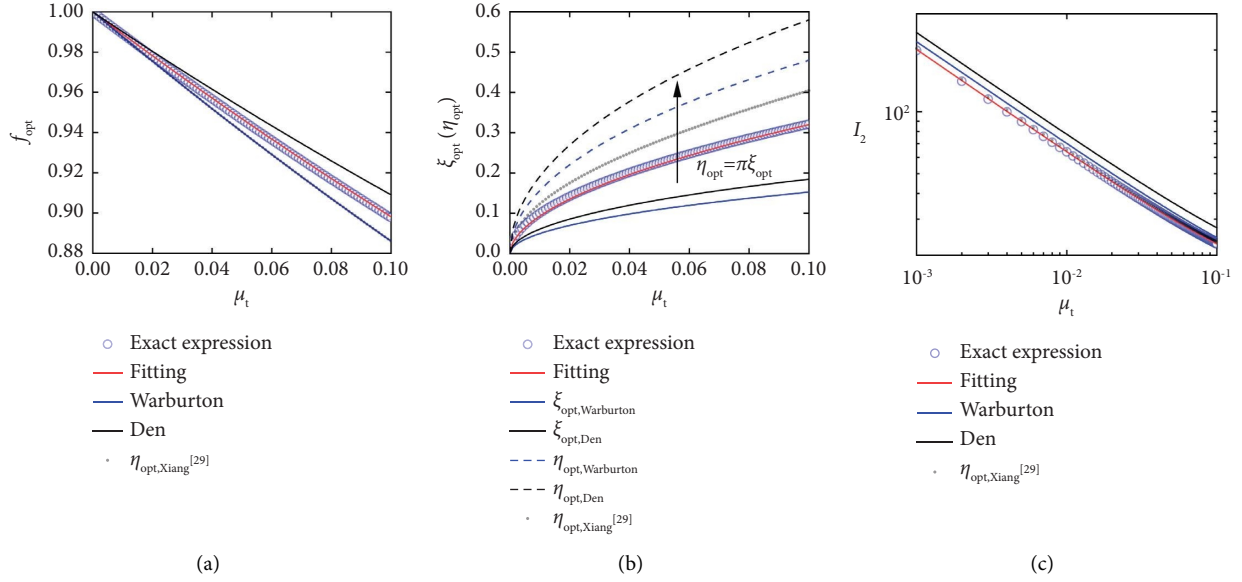 1.00
0.98
0.96
0.94
0.92
0.90
0.88
f_opt
0.00 0.02 0.04 0.06 0.08 0.10
μ_t
Exact expression
Fitting
Warburton
Den
η_opt,Xiang[29]
(a)
0.6
0.5
0.4
0.3
0.2
0.1
0.0
ξ_opt (η_opt)
η_opt=πξ_opt
0.00 0.02 0.04 0.06 0.08 0.10
μ_t
Exact expression
Fitting
ξ_opt,Warburton
ξ_opt,Den
η_opt,Warburton
η_opt,Den
η_opt,Xiang[29]
(b)
10²
I₂
10⁻³ 10⁻² 10⁻¹
μ_t
Exact expression
Fitting
Warburton
Den
η_opt,Xiang[29]
(c)